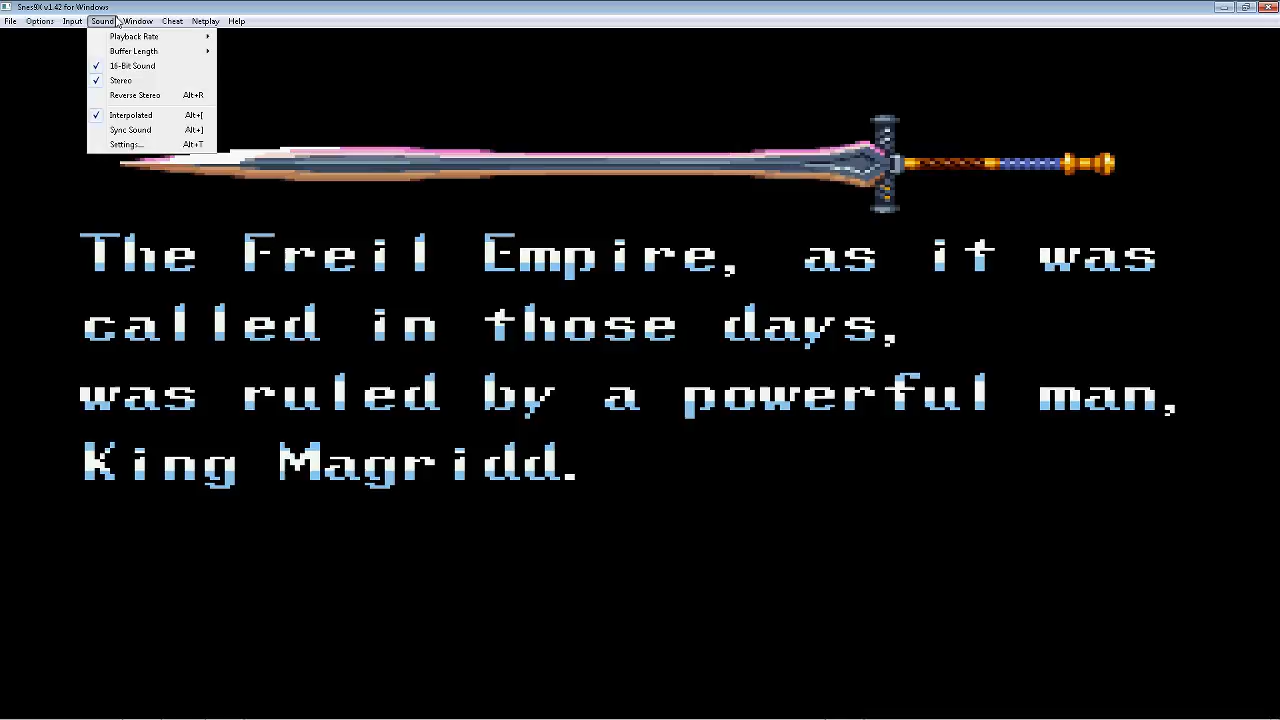 Snes9X v1.42 for Windows
File Options Input Sound Window Cheat Netplay Help
Playback Rate
Buffer Length
16-Bit Sound
Stereo
Reverse Stereo Alt+R
Interpolated Alt+[
Sync Sound Alt+]
Settings... Alt+T
The Freil Empire, as it was
called in those days,
was ruled by a powerful man,
King Magridd.